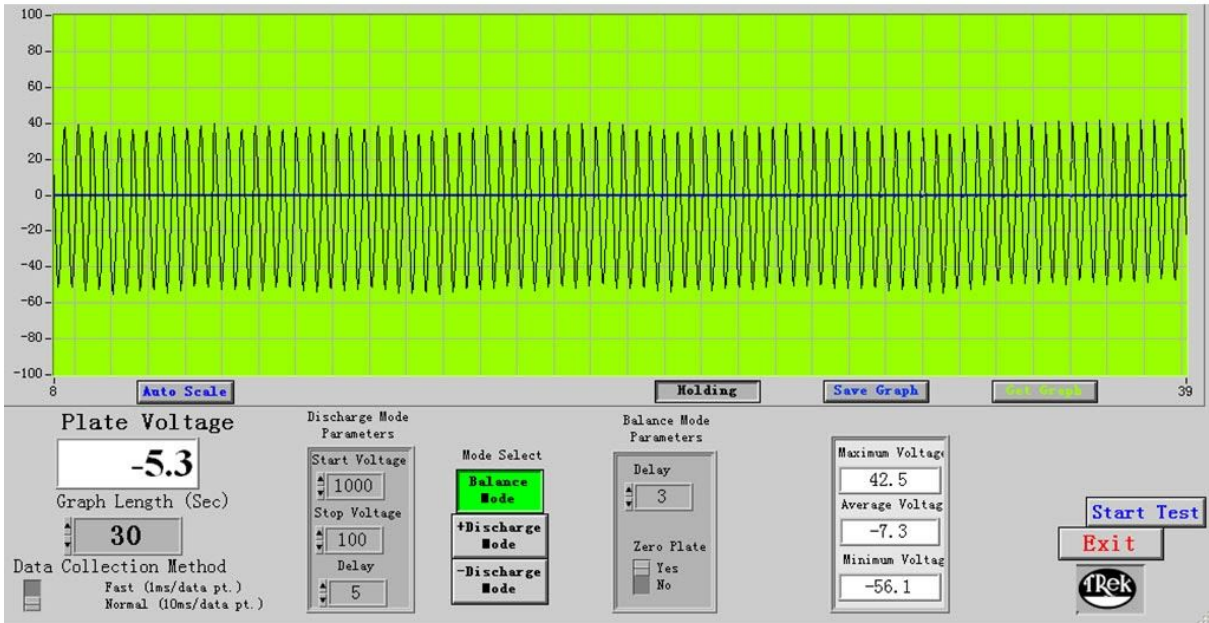 100
80
60
40
20
0
-20
-40
-60
-80
-100
8
39
Auto Scale
Holding
Save Graph
Get Graph
Plate Voltage
-5.3
Graph Length (Sec)
30
Data Collection Method
Fast (1ms/data pt.)
Normal (10ms/data pt.)
Discharge Mode
Parameters
Start Voltage
1000
Stop Voltage
100
Delay
5
Mode Select
Balance
Mode
+Discharge
Mode
-Discharge
Mode
Balance Mode
Parameters
Delay
3
Zero Plate
Yes
No
Maximum Voltage
42.5
Average Voltag
-7.3
Minimum Voltag
-56.1
Start Test
Exit
TRek